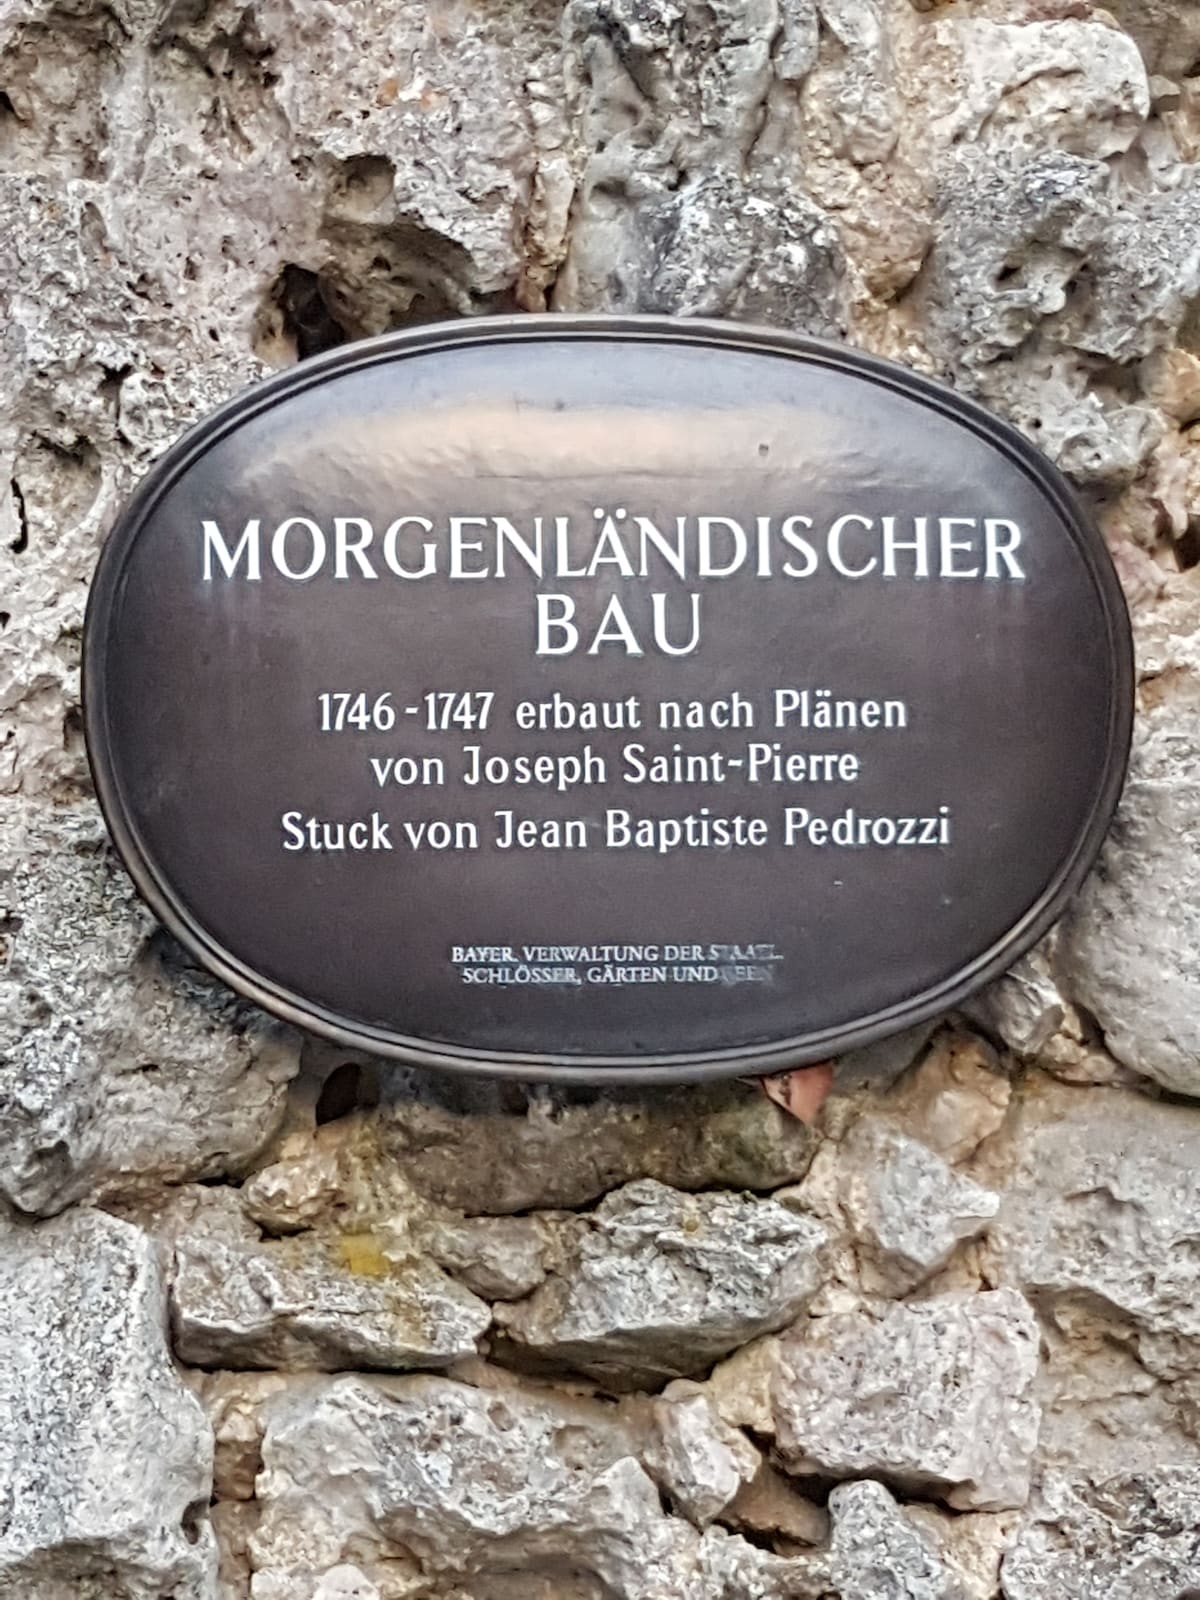 MORGENLÄNDISCHER
BAU
1746-1747 erbaut nach Plänen
von Joseph Saint-Pierre
Stuck von Jean Baptiste Pedrozzi
BAYER. VERWALTUNG DER STAATL.
SCHLÖSSER, GÄRTEN UND